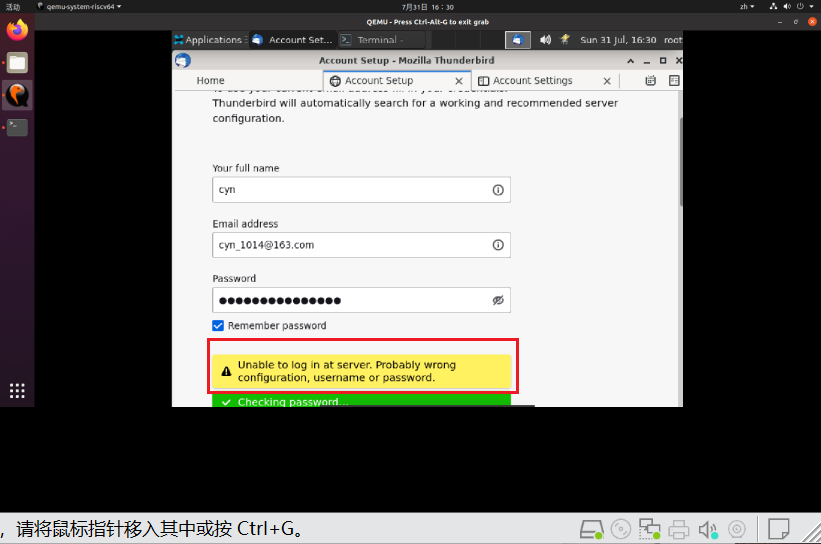 活动 qemu-system-riscv64 7月31日 16：30 zh
QEMU - Press Ctrl-Alt-G to exit grab
Applications Account Set... Terminal - Sun 31 Jul, 16:30 root
Account Setup - Mozilla Thunderbird
Home Account Setup Account Settings
Thunderbird will automatically search for a working and recommended server
configuration.
Your full name
cyn
Email address
cyn_1014@163.com
Password
Remember password
Unable to log in at server. Probably wrong
configuration, username or password.
Checking password...
，请将鼠标指针移入其中或按 Ctrl+G。